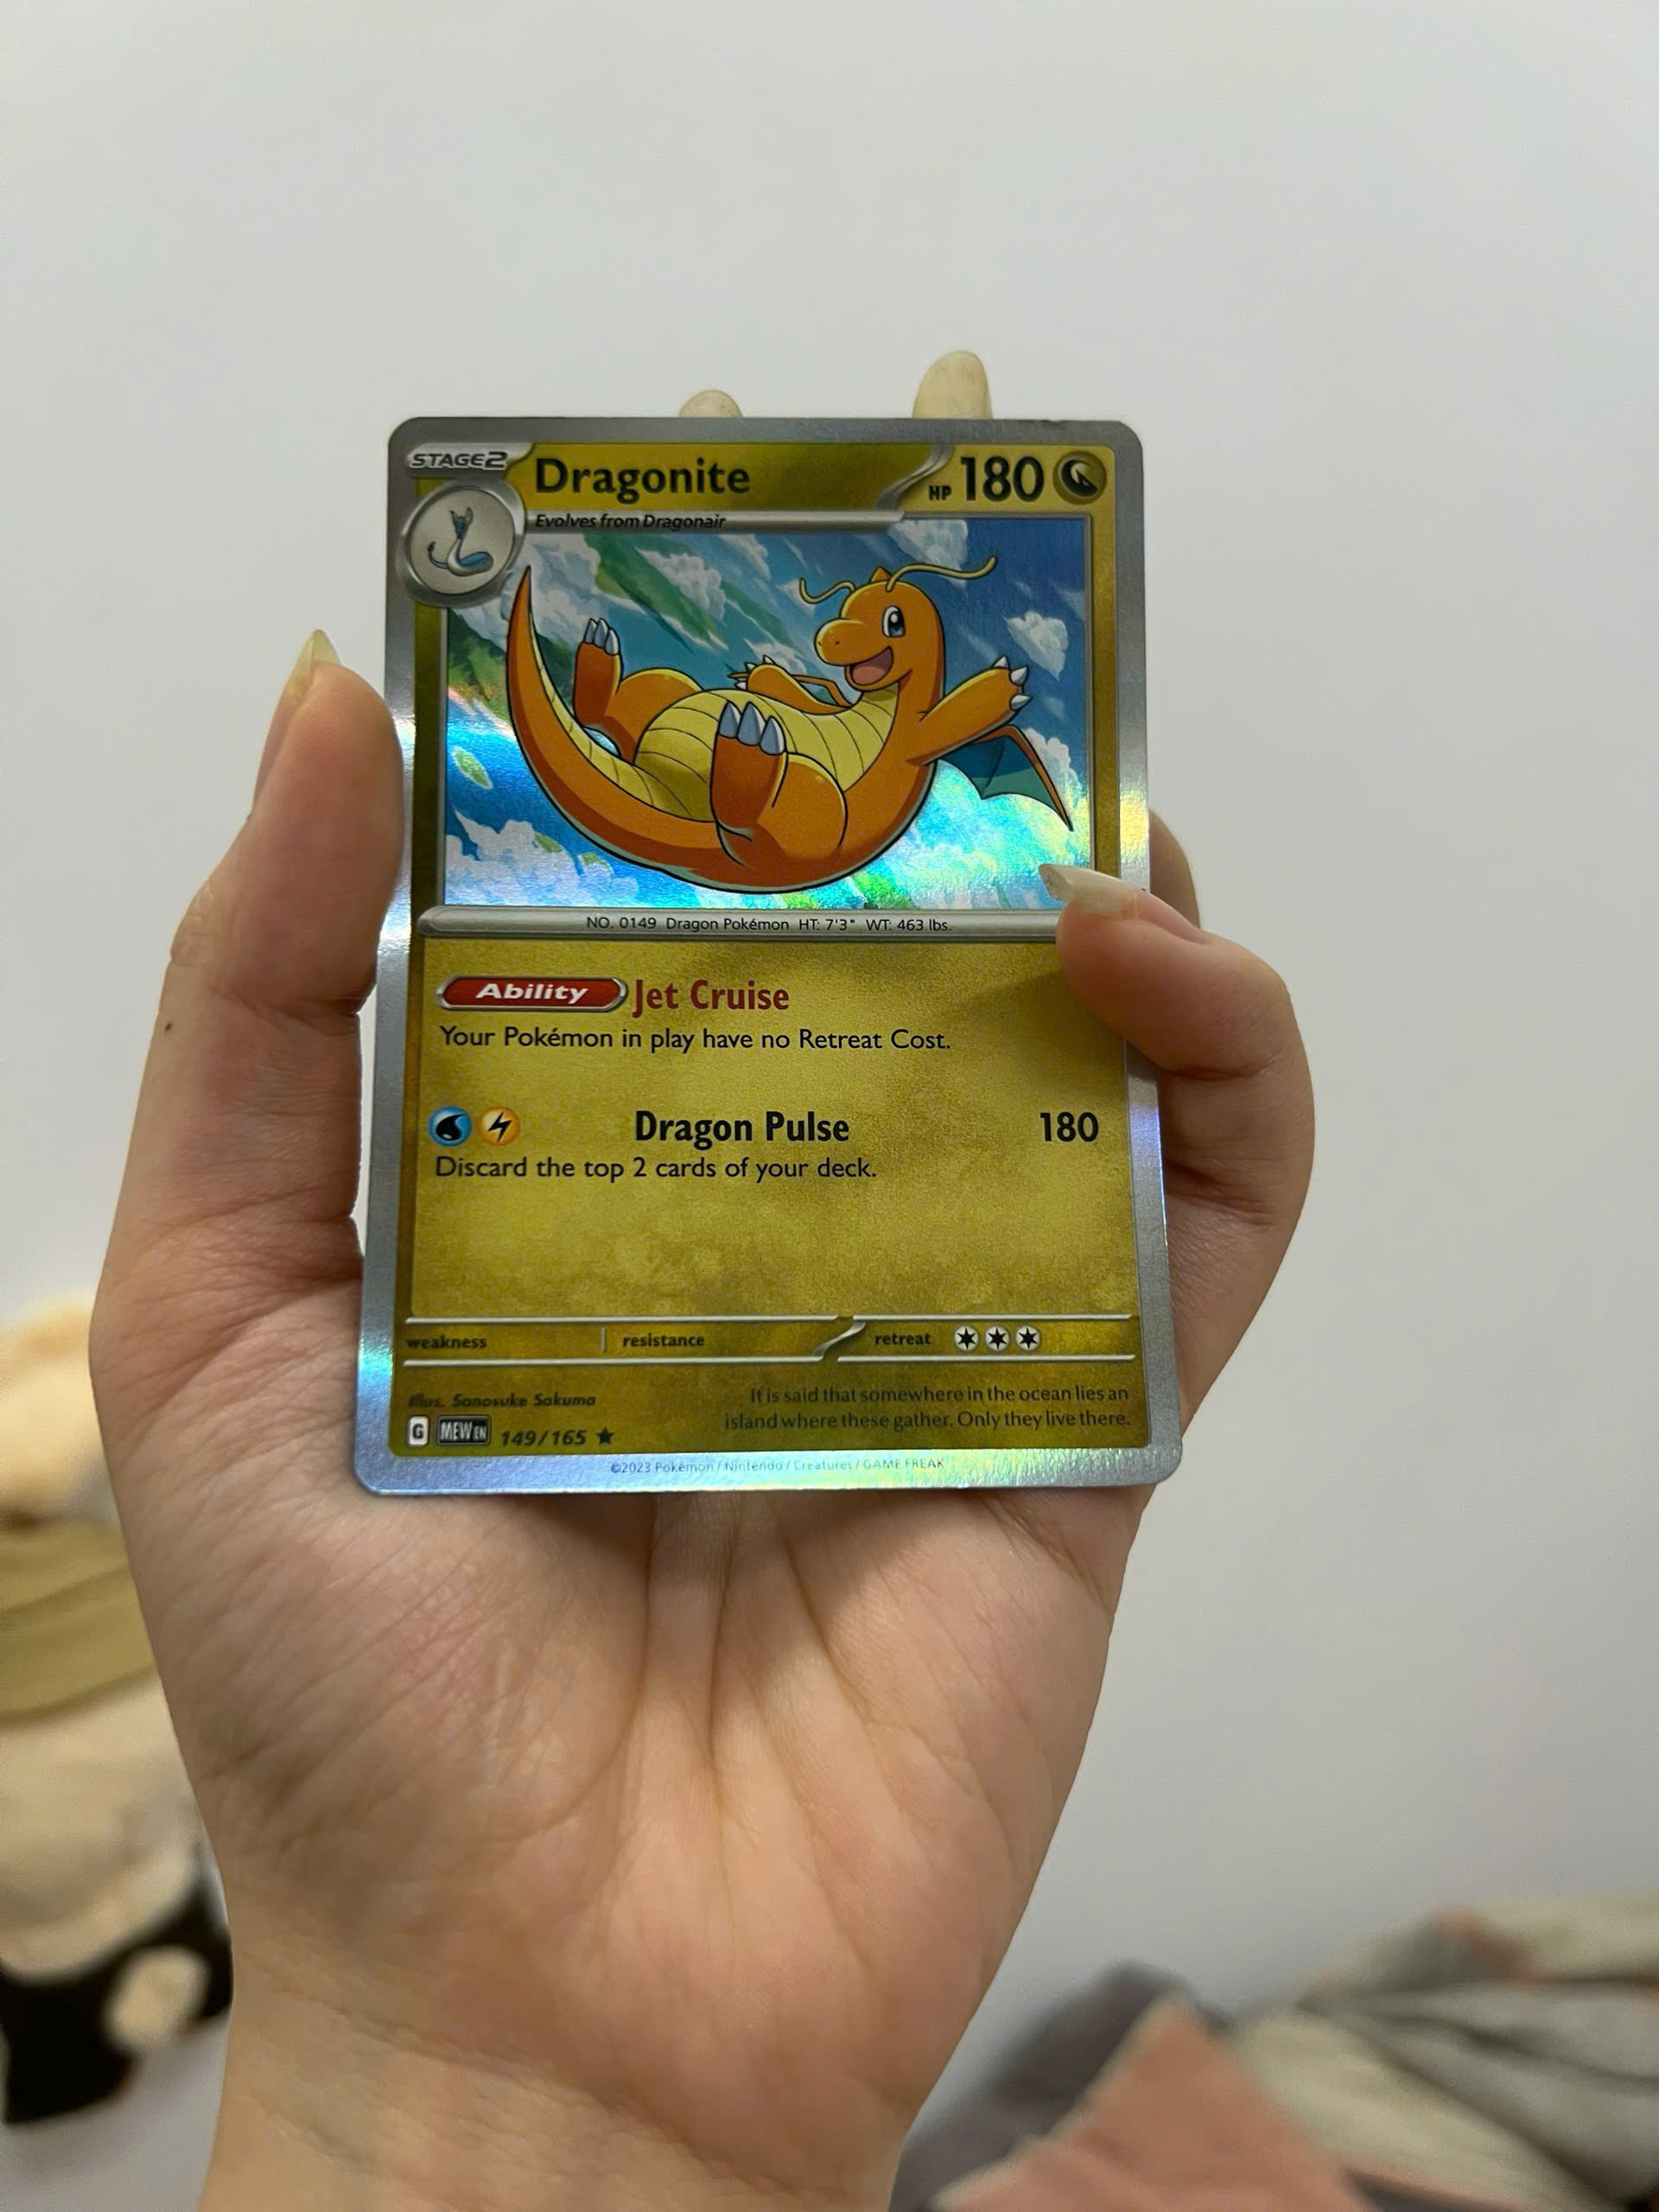 STAGE2 Dragonite HP 180
Evolves from Dragonair
NO. 0149 Dragon Pokémon HT: 7'3" WT: 463 lbs.
Ability Jet Cruise
Your Pokémon in play have no Retreat Cost.
Dragon Pulse 180
Discard the top 2 cards of your deck.
weakness resistance retreat
Illus. Sanosuke Sakuma
It is said that somewhere in the ocean lies an
island where these gather. Only they live there.
G MEW EN 149/165
©2023 Pokémon / Nintendo / Creatures / GAME FREAK